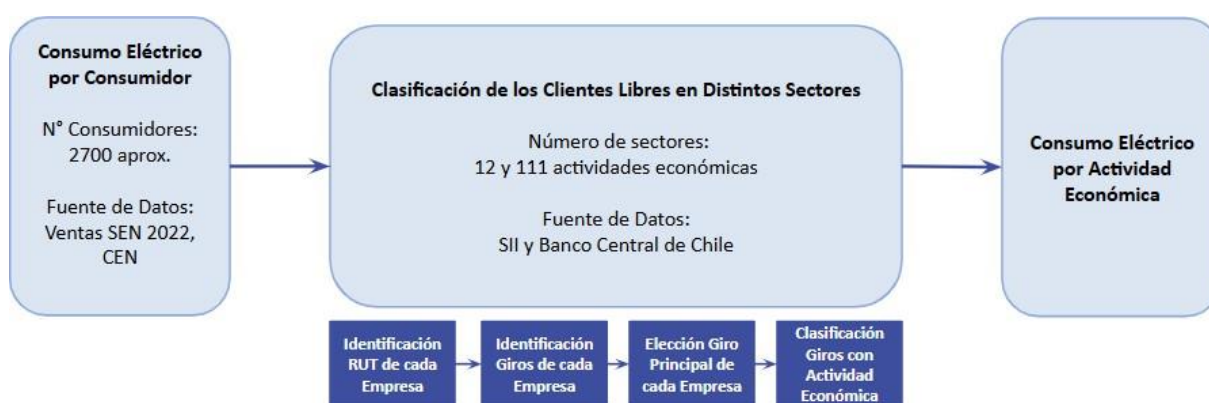 Consumo Eléctrico
por Consumidor
N° Consumidores:
2700 aprox.
Fuente de Datos:
Ventas SEN 2022,
CEN
Clasificación de los Clientes Libres en Distintos Sectores
Número de sectores:
12 y 111 actividades económicas
Fuente de Datos:
SII y Banco Central de Chile
Consumo Eléctrico
por Actividad
Económica
Identificación
RUT de cada
Empresa
Identificación
Giros de cada
Empresa
Elección Giro
Principal de
cada Empresa
Clasificación
Giros con
Actividad
Económica